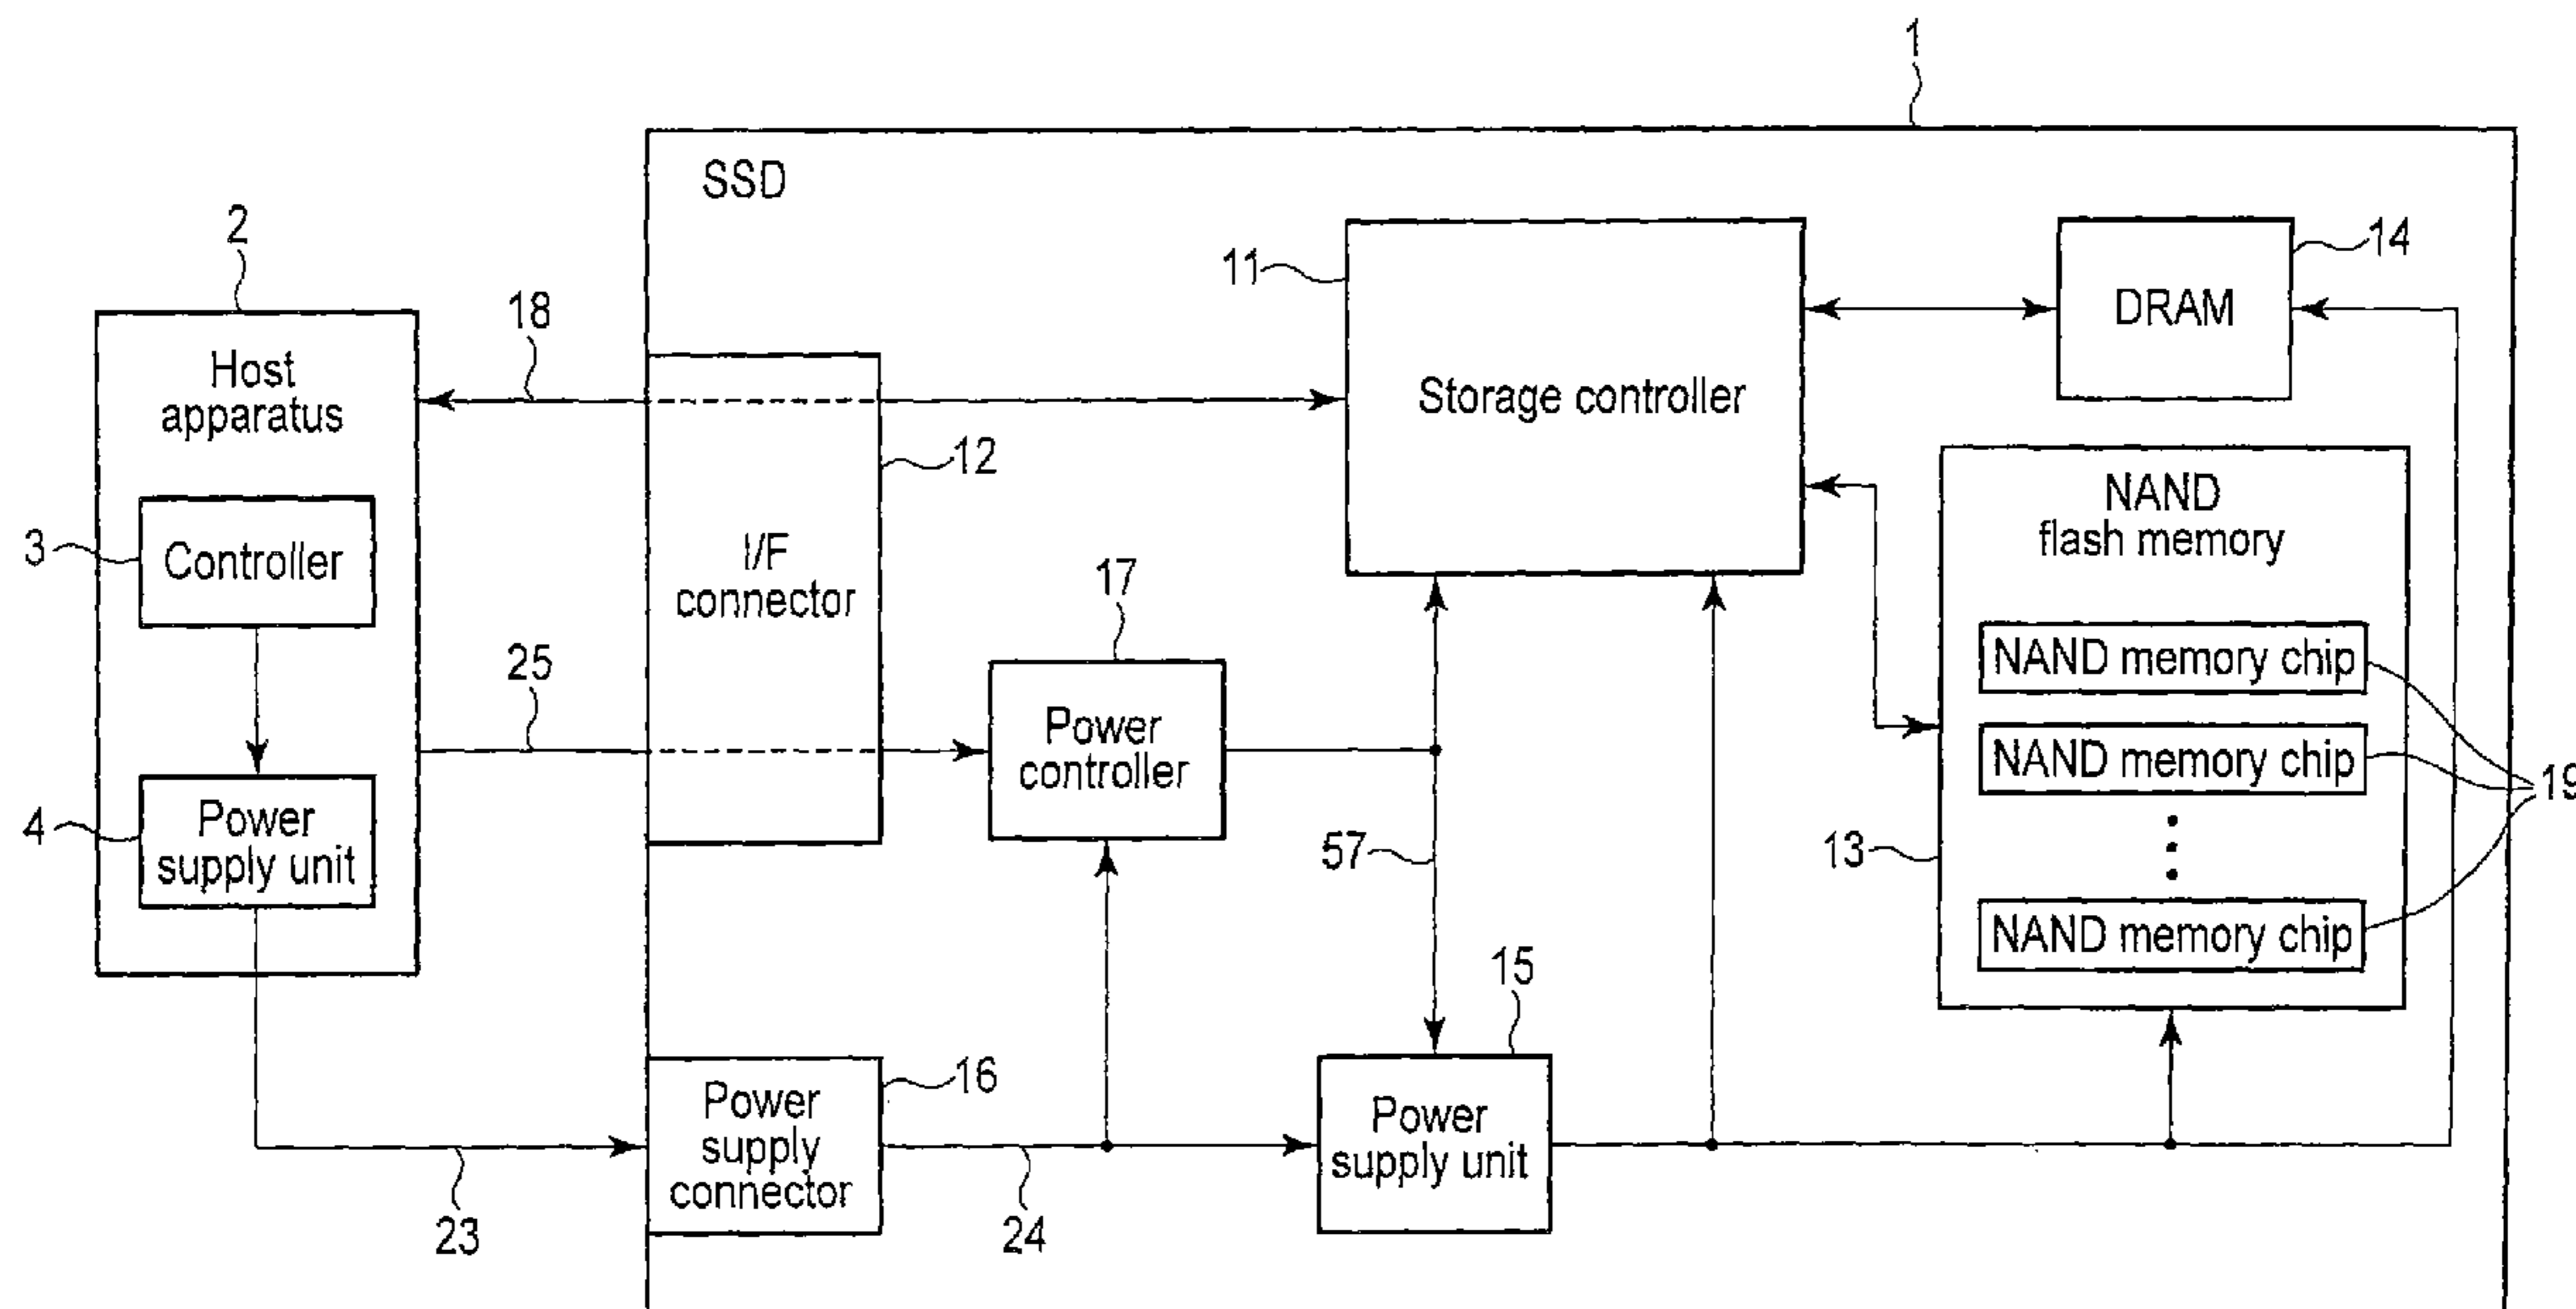 1
SSD
2
Host
apparatus
3
Controller
4
Power
supply unit
18
25
23
12
I/F
connector
16
Power
supply
connector
24
17
Power
controller
57
15
Power
supply unit
11
Storage controller
14
DRAM
13
NAND
flash memory
NAND memory chip
NAND memory chip
NAND memory chip
19